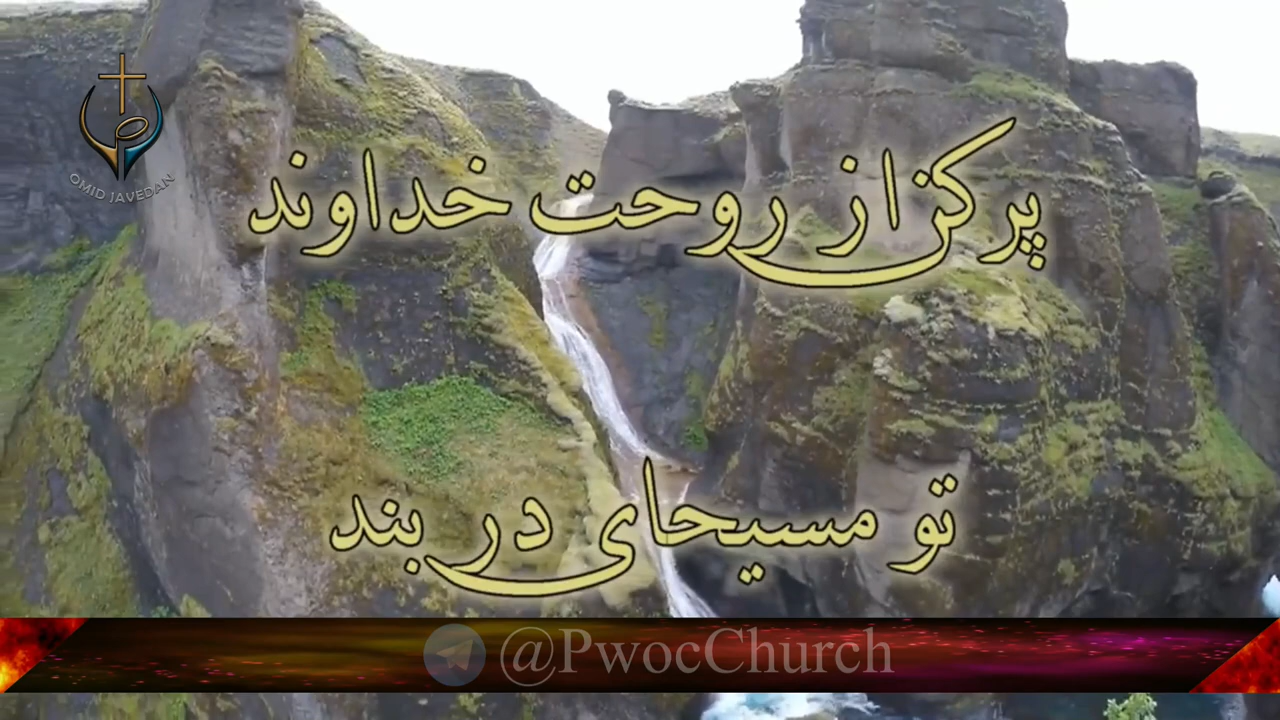 OMID JAVEDAN
پرکن از روحت خداوند
تو مسیحای در بند
@PwocChurch